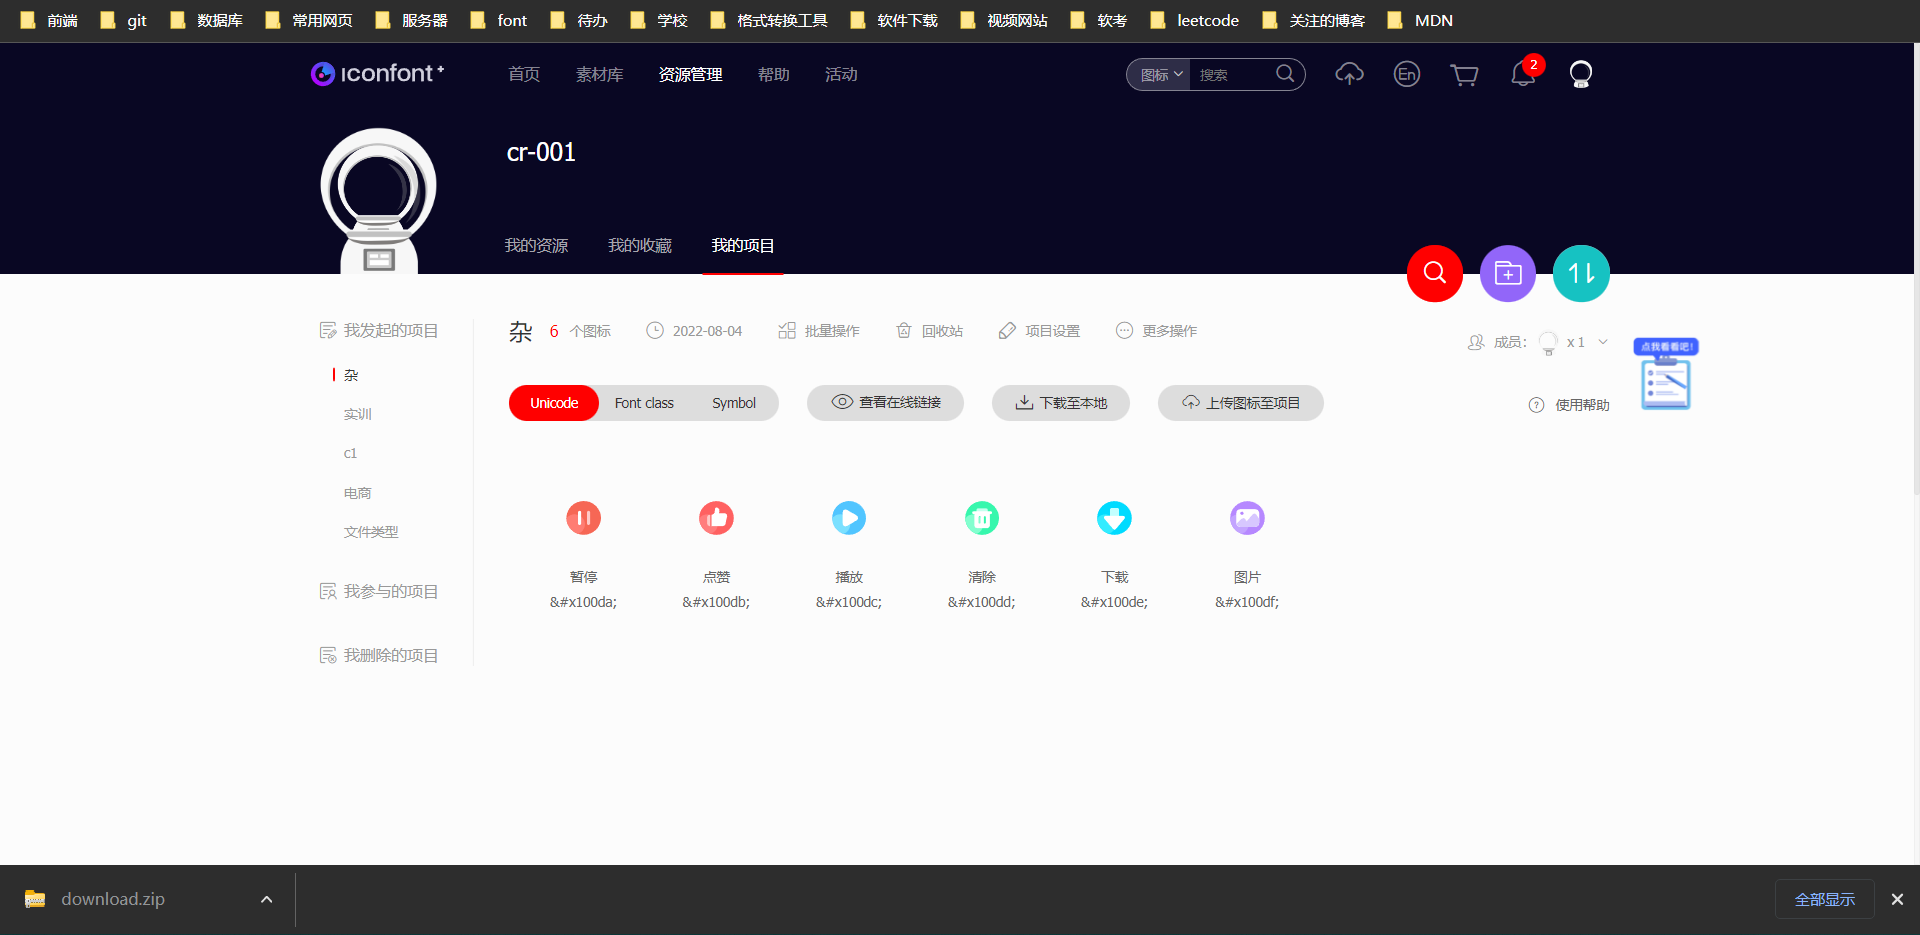 前端 git 数据库 常用网页 服务器 font 待办 学校 格式转换工具 软件下载 视频网站 软考 leetcode 关注的博客 MDN
iconfont+ 首页 素材库 资源管理 帮助 活动 图标 搜索 En 2
cr-001
我的资源 我的收藏 我的项目
我发起的项目
杂
实训
c1
电商
文件类型
我参与的项目
我删除的项目
杂 6 个图标 2022-08-04 批量操作 回收站 项目设置 更多操作
成员： x 1
点我看看吧!
Unicode Font class Symbol 查看在线链接 下载至本地 上传图标至项目
? 使用帮助
暂停 点赞 播放 清除 下载 图片
&#x100da; &#x100db; &#x100dc; &#x100dd; &#x100de; &#x100df;
download.zip 全部显示